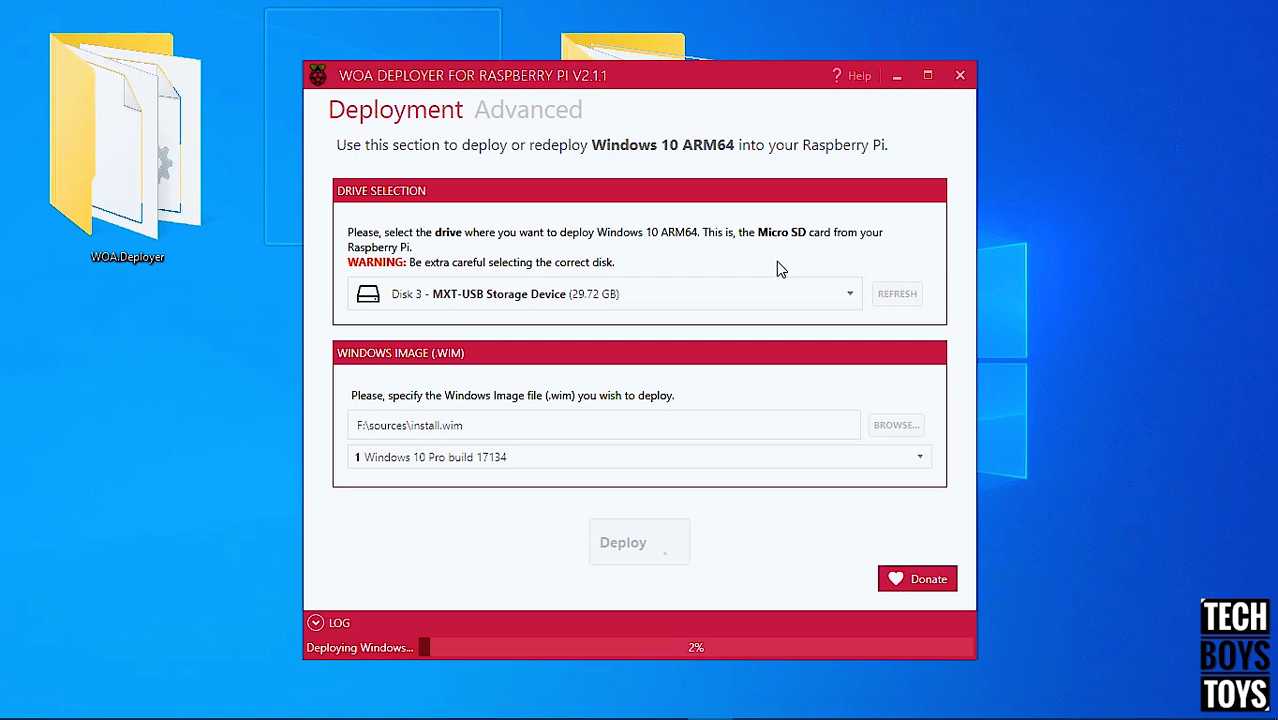 WOA.Deployer
WOA DEPLOYER FOR RASPBERRY PI V2.1.1
? Help
Deployment Advanced
Use this section to deploy or redeploy Windows 10 ARM64 into your Raspberry Pi.
DRIVE SELECTION
Please, select the drive where you want to deploy Windows 10 ARM64. This is, the Micro SD card from your
Raspberry Pi.
WARNING: Be extra careful selecting the correct disk.
Disk 3 - MXT-USB Storage Device (29.72 GB)
REFRESH
WINDOWS IMAGE (.WIM)
Please, specify the Windows Image file (.wim) you wish to deploy.
F:\sources\install.wim
BROWSE...
1 Windows 10 Pro build 17134
Deploy
Donate
LOG
Deploying Windows...
2%
TECH
BOYS
TOYS